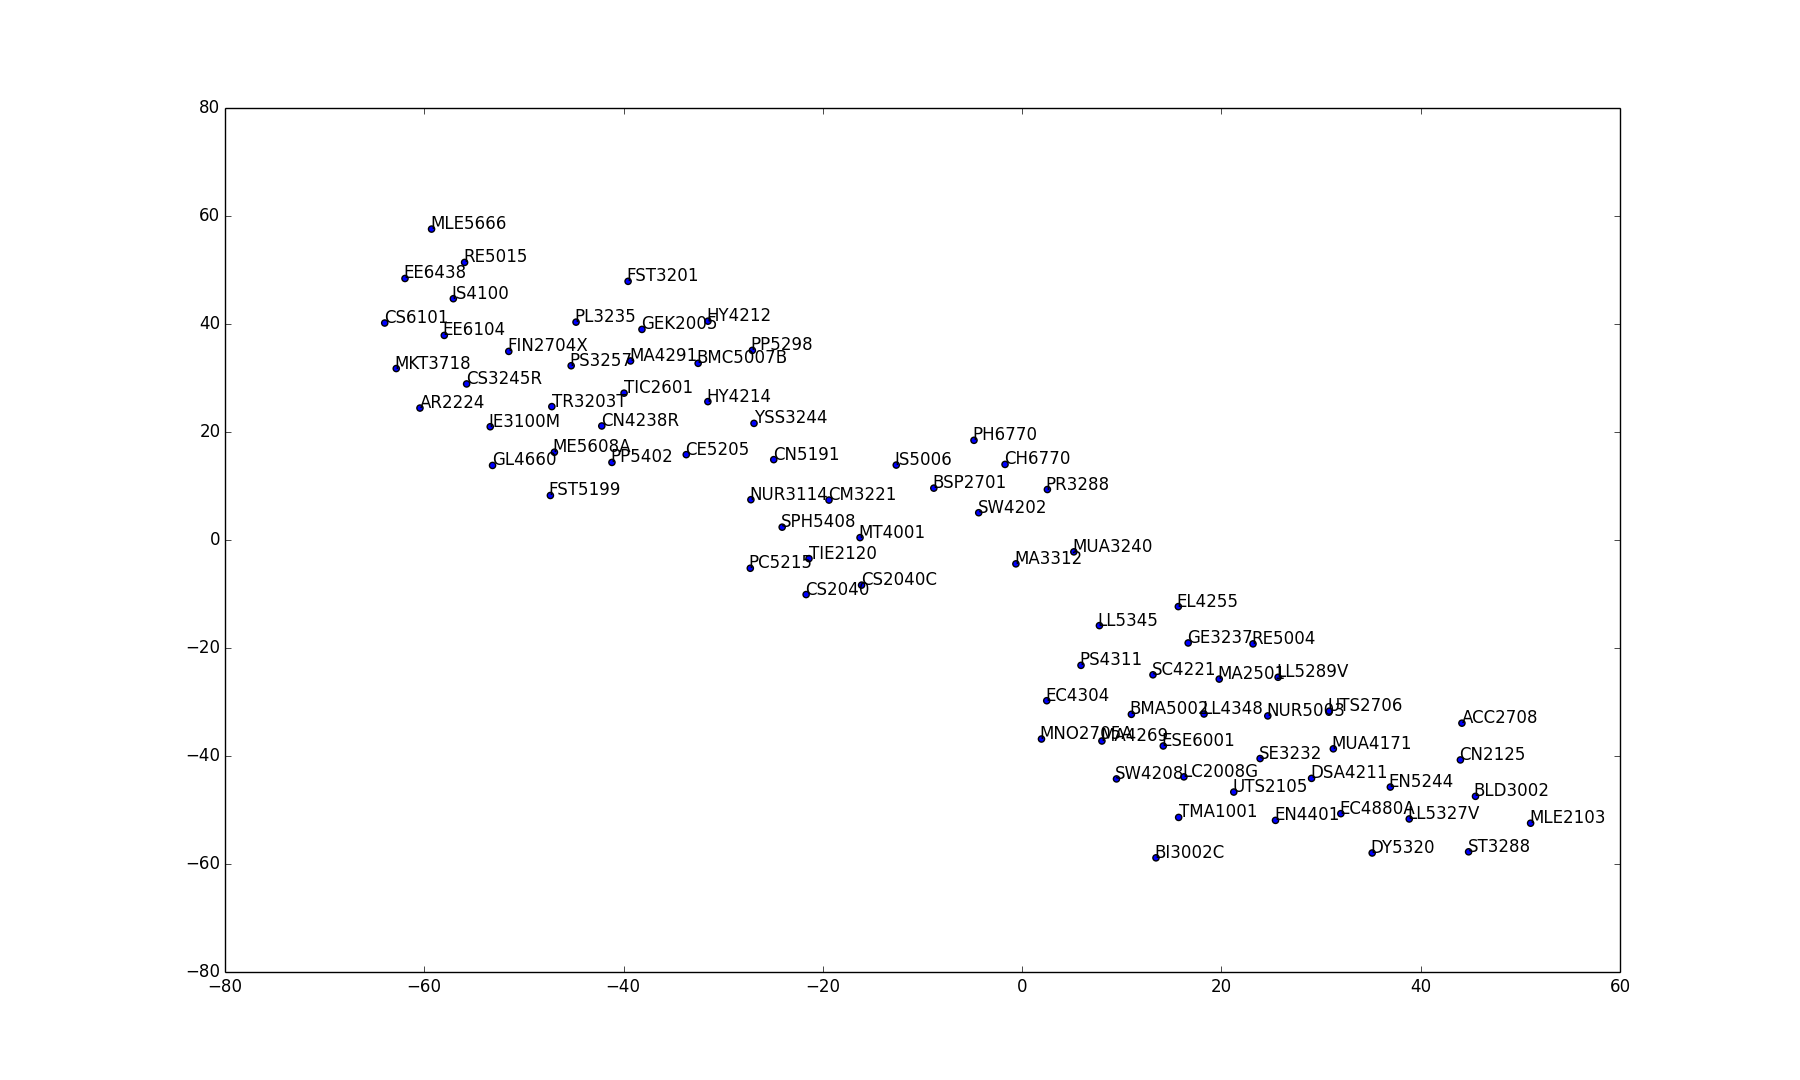 80
MLE5666
60
RE5015
EE6438
FST3201
IS4100
CS6101
PL3235
GEK2005
HY4212
40
EE6104
FIN2704X
PP5298
MKT3718
PS3257
MA4291
BMC5007B
CS3245R
TIC2601
AR2224
TR3203T
HY4214
IE3100M
CN4238R
YSS3244
20
PH6770
ME5608A
GL4660
PP5402
CE5205
CN5191
IS5006
CH6770
FST5199
BSP2701
PR3288
NUR3114
CM3221
SW4202
SPH5408
MT4001
0
MUA3240
PC5215
TIE2120
MA3312
CS2040
CS2040C
EL4255
LL5345
−20
GE3237
RE5004
PS4311
SC4221
MA2501
LL5289V
EC4304
BMA5002
LL4348
NUR5003
UTS2706
ACC2708
MNO2705A
MA4269
ESE6001
MUA4171
−40
SE3232
CN2125
SW4208
LC2008G
DSA4211
UTS2105
EN5244
BLD3002
TMA1001
EN4401
EC4880A
LL5327V
MLE2103
BI3002C
DY5320
ST3288
−60
−80
−80 −60 −40 −20 0 20 40 60